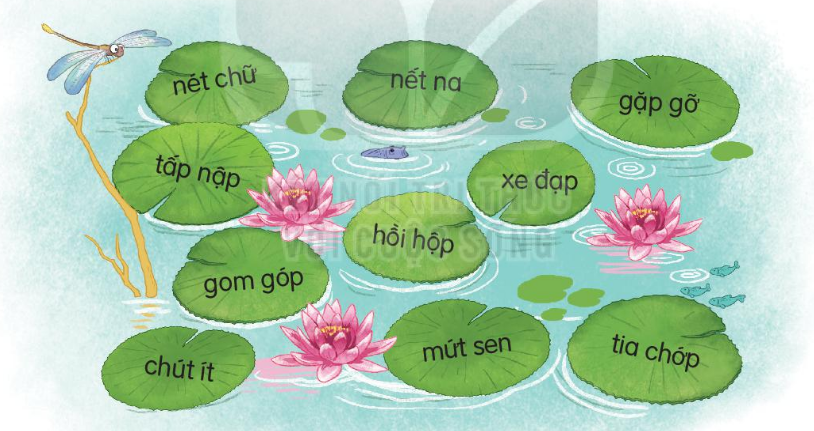 nét chữ
nết na
gặp gỡ
tấp nập
xe đạp
hồi hộp
gom góp
chút ít
mứt sen
tia chớp